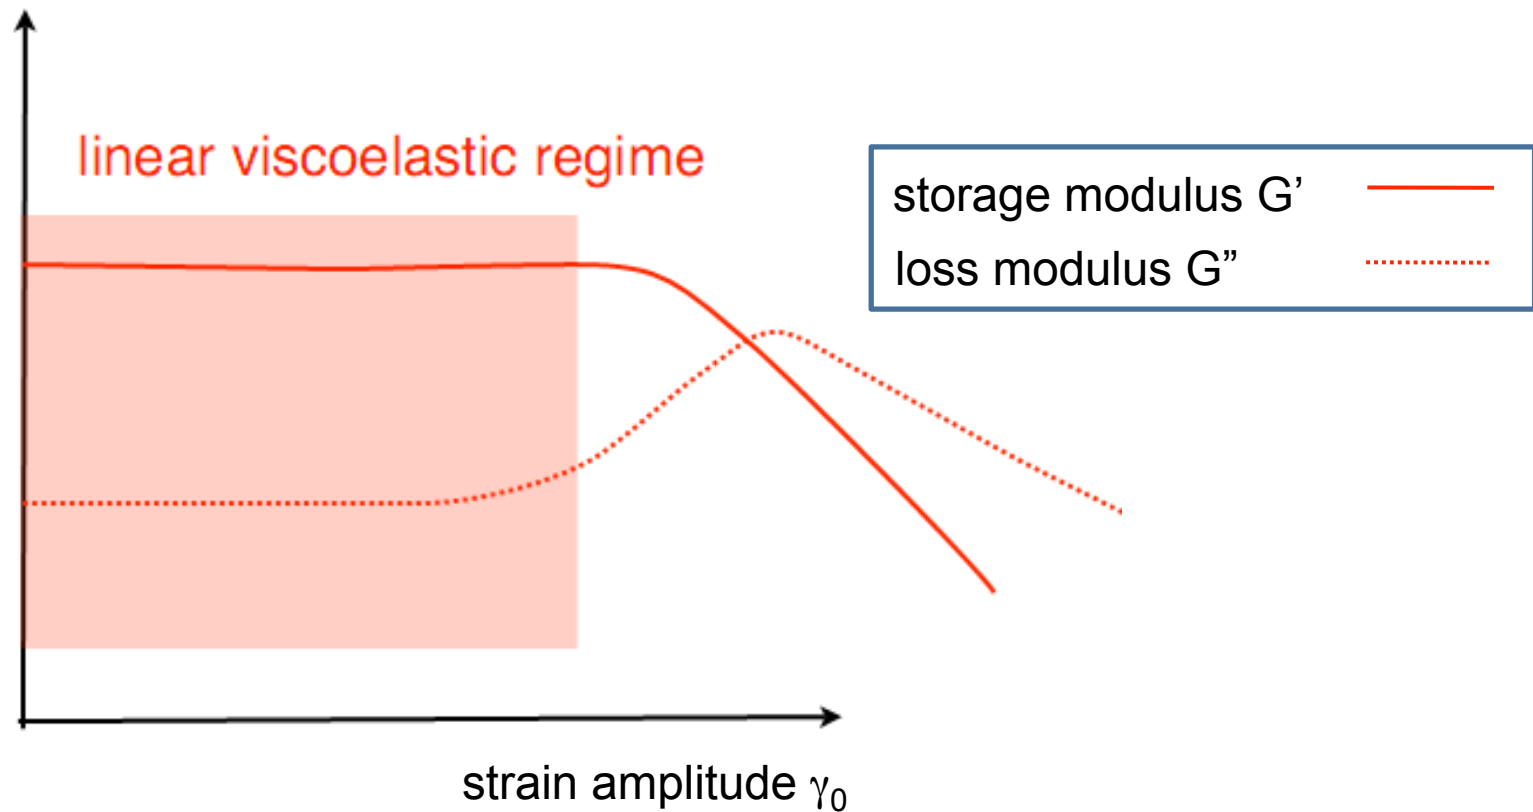 linear viscoelastic regime
storage modulus G’
loss modulus G”
strain amplitude γ₀